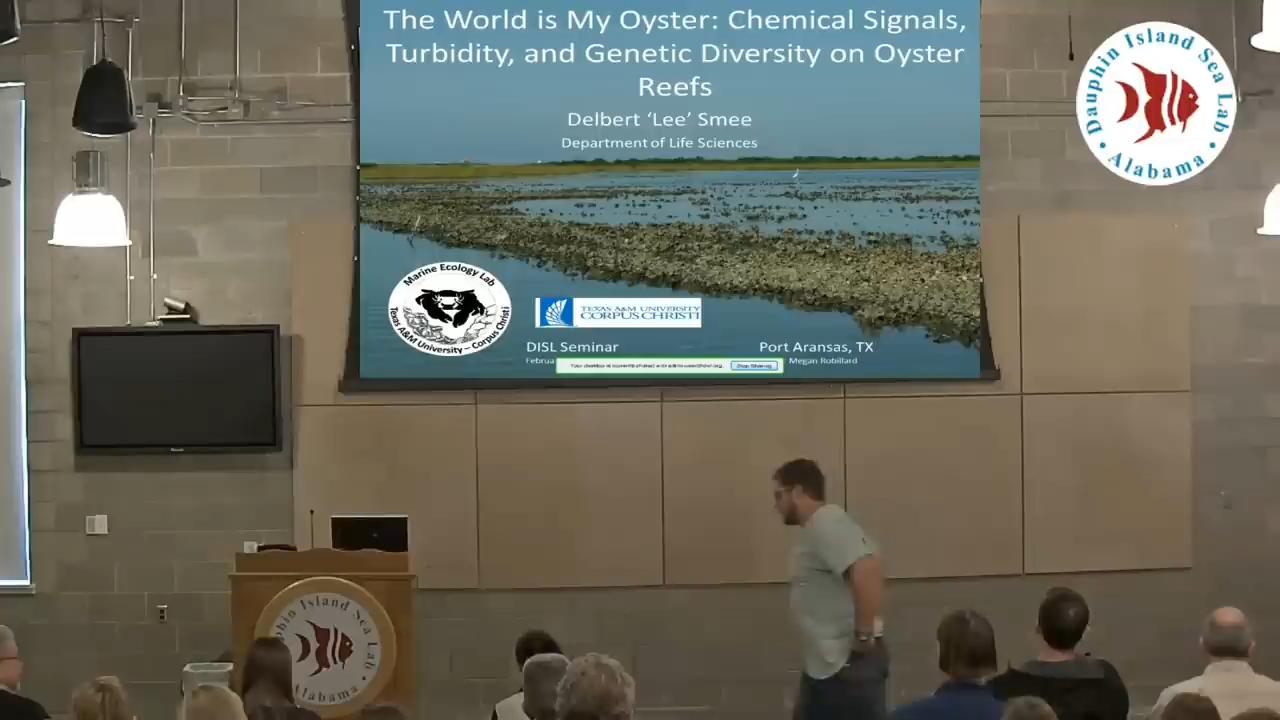 The World is My Oyster: Chemical Signals,
Turbidity, and Genetic Diversity on Oyster
Reefs
Delbert ‘Lee’ Smee
Department of Life Sciences
Marine Ecology Lab
Texas A&M University – Corpus Christi
TEXAS A&M UNIVERSITY
CORPUS CHRISTI
DISL Seminar
Port Aransas, TX
Megan Robillard
Stop Sharing
Dauphin Island Sea Lab
Alabama
Island Sea Lab
Alabama